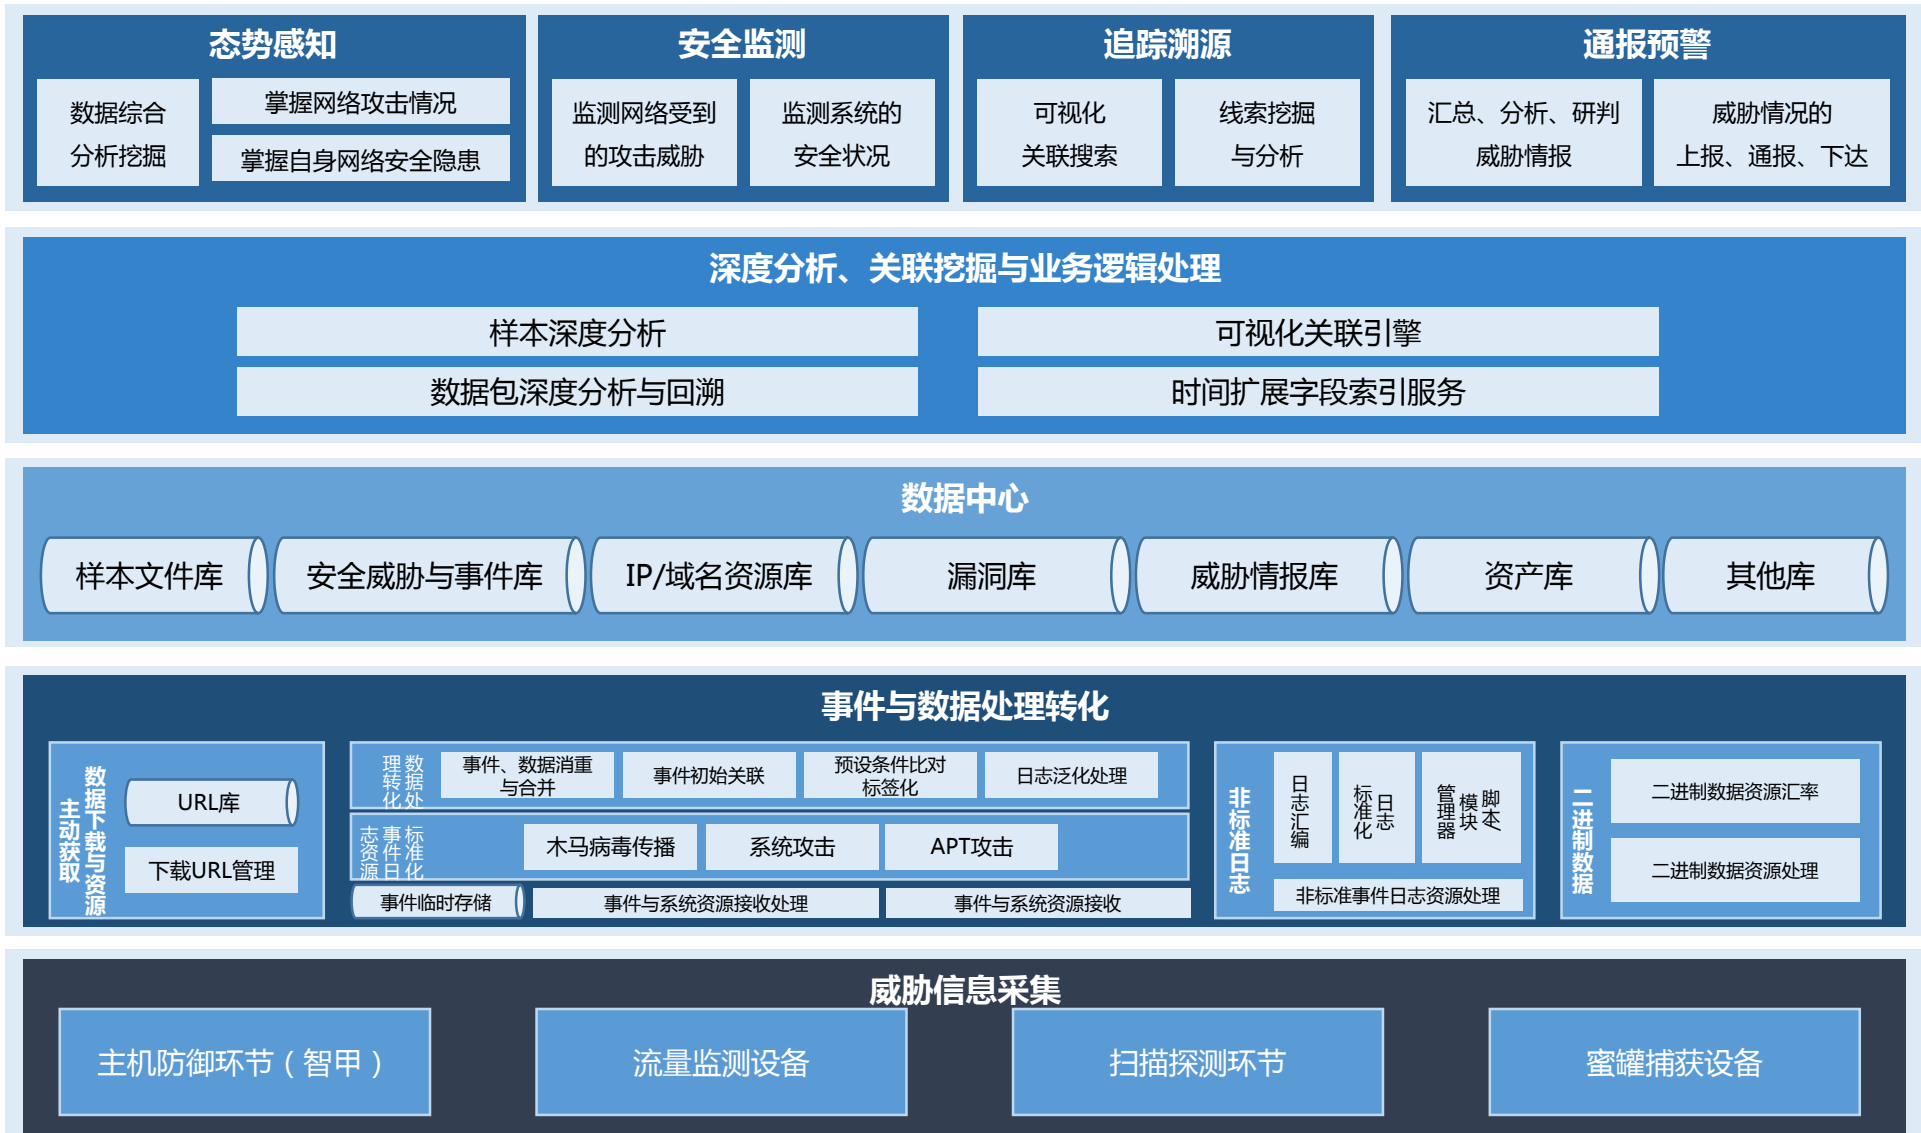 态势感知
数据综合
分析挖掘
掌握网络攻击情况
掌握自身网络安全隐患
安全监测
监测网络受到
的攻击威胁
监测系统的
安全状况
追踪溯源
可视化
关联搜索
线索挖掘
与分析
通报预警
汇总、分析、研判
威胁情报
威胁情况的
上报、通报、下达
深度分析、关联挖掘与业务逻辑处理
样本深度分析
可视化关联引擎
数据包深度分析与回溯
时间扩展字段索引服务
数据中心
样本文件库
安全威胁与事件库
IP/域名资源库
漏洞库
威胁情报库
资产库
其他库
事件与数据处理转化
数据下载与资源
主动获取
URL库
下载URL管理
数据处
理转化
事件、数据消重
与合并
事件初始关联
预设条件比对
标签化
日志泛化处理
标准化
事件日
志资源
木马病毒传播
系统攻击
APT攻击
事件临时存储
事件与系统资源接收处理
事件与系统资源接收
非标准日志
日志汇编
日志
标准化
脚本/
模块
管理器
非标准事件日志资源处理
二进制数据
二进制数据资源汇率
二进制数据资源处理
威胁信息采集
主机防御环节（智甲）
流量监测设备
扫描探测环节
蜜罐捕获设备